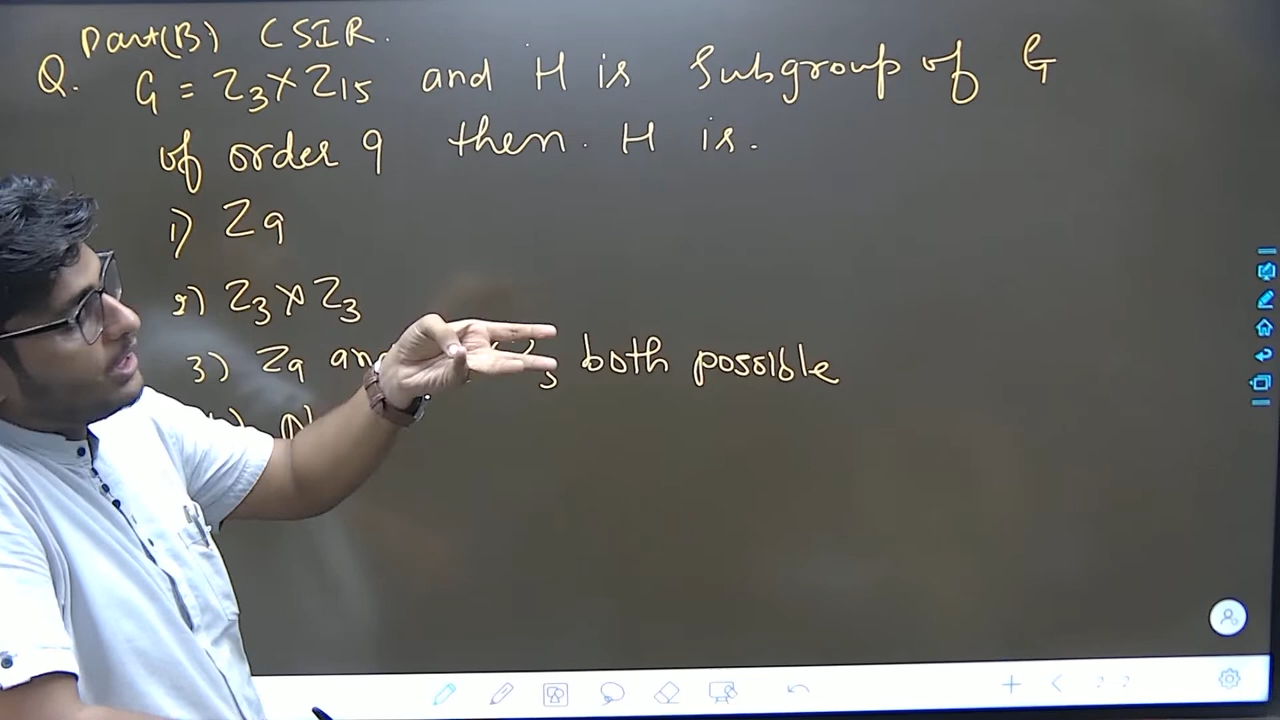 Part(B) CSIR.
Q. G = Z3 × Z15 and H is Subgroup of G
of order 9 then. H is.
1) Z9
2) Z3 × Z3
3) Z9 3 both possible